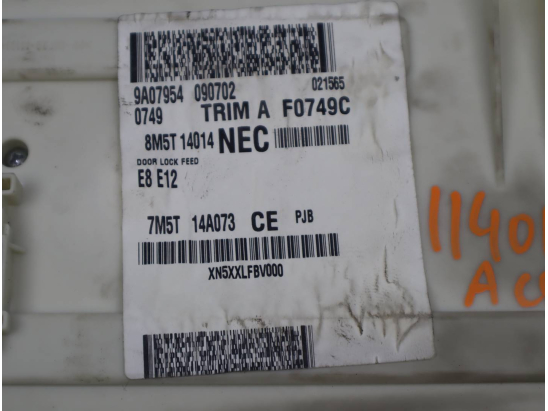 9A07954 090702 021565
0749 TRIM A F0749C
8M5T 14014 NEC
DOOR LOCK FEED
E8 E12
7M5T 14A073 CE PJB
XN5XXLFBV000
1140
A